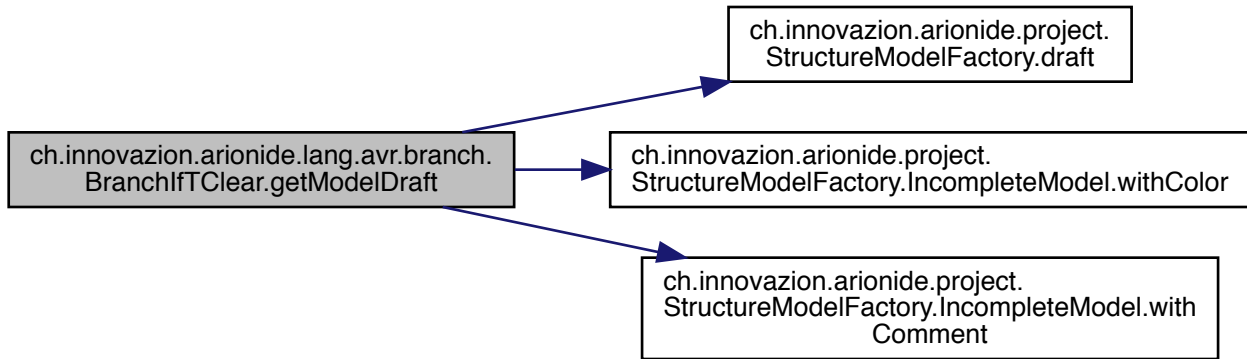 ch.innovazion.arionide.project.
StructureModelFactory.draft
ch.innovazion.arionide.lang.avr.branch.
BranchIfTClear.getModelDraft
ch.innovazion.arionide.project.
StructureModelFactory.IncompleteModel.withColor
ch.innovazion.arionide.project.
StructureModelFactory.IncompleteModel.with
Comment